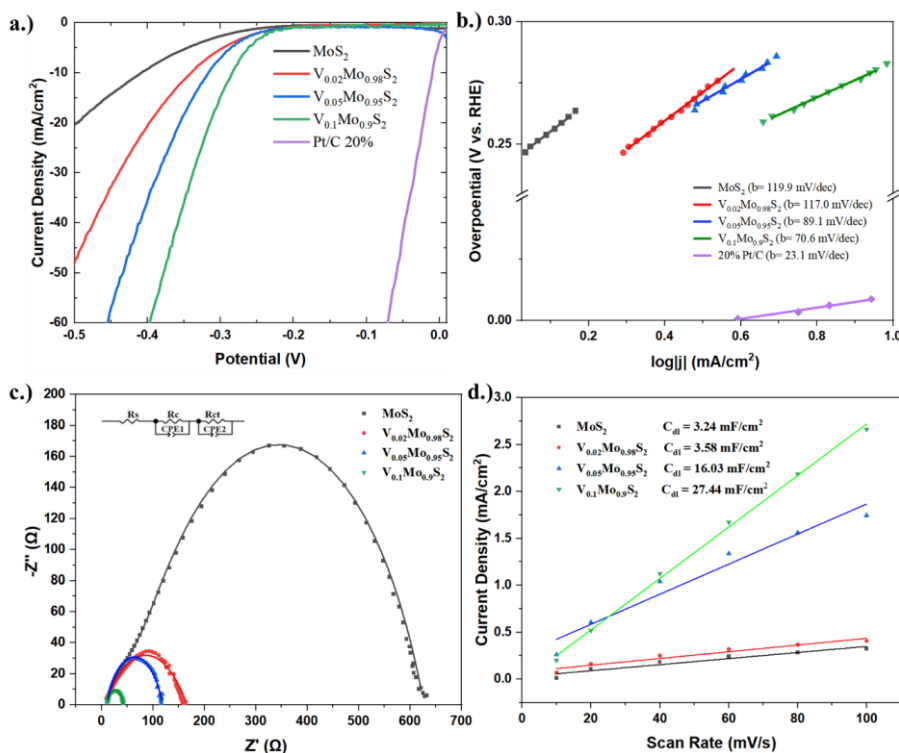 a.)
0
-10
-20
-30
-40
-50
-60
-0.5
-0.4
-0.3
-0.2
-0.1
0.0
Current Density (mA/cm²)
Potential (V)
MoS₂
V₀.₀₂Mo₀.₉₈S₂
V₀.₀₅Mo₀.₉₅S₂
V₀.₁Mo₀.₉S₂
Pt/C 20%
b.)
0.30
0.25
0.00
0.2
0.4
0.6
0.8
1.0
Overpoential (V vs. RHE)
log|j| (mA/cm²)
MoS₂ (b= 119.9 mV/dec)
V₀.₀₂Mo₀.₉₈S₂ (b= 117.0 mV/dec)
V₀.₀₅Mo₀.₉₅S₂ (b= 89.1 mV/dec)
V₀.₁Mo₀.₉S₂ (b= 70.6 mV/dec)
20% Pt/C (b= 23.1 mV/dec)
c.)
200
180
160
140
120
100
80
60
40
20
0
-100
0
100
200
300
400
500
600
700
-Z'' (Ω)
Z' (Ω)
Rs
Rc
Rct
CPE1
CPE2
MoS₂
V₀.₀₂Mo₀.₉₈S₂
V₀.₀₅Mo₀.₉₅S₂
V₀.₁Mo₀.₉S₂
d.)
3.0
2.5
2.0
1.5
1.0
0.5
0.0
20
40
60
80
100
Current Density (mA/cm²)
Scan Rate (mV/s)
MoS₂ C_dl = 3.24 mF/cm²
V₀.₀₂Mo₀.₉₈S₂ C_dl = 3.58 mF/cm²
V₀.₀₅Mo₀.₉₅S₂ C_dl = 16.03 mF/cm²
V₀.₁Mo₀.₉S₂ C_dl = 27.44 mF/cm²